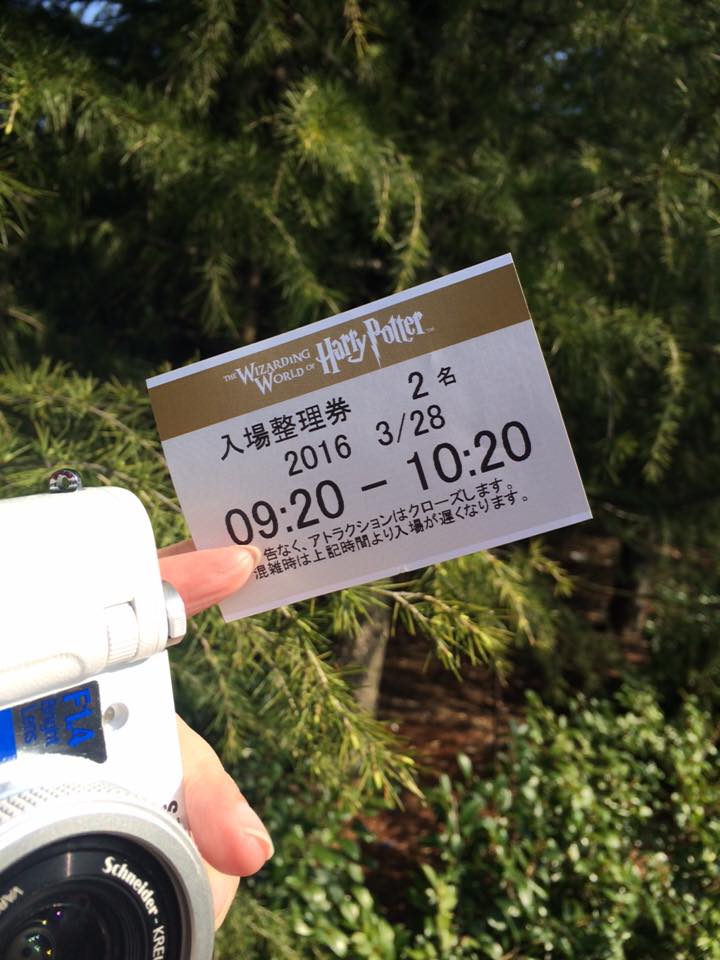 THE WIZARDING
WORLD OF Harry Potter
入場整理券 2 名
2016 3/28
09:20 - 10:20
告なく、アトラクションはクローズします。
混雑時は上記時間より入場が遅くなります。
Schneider-KRE